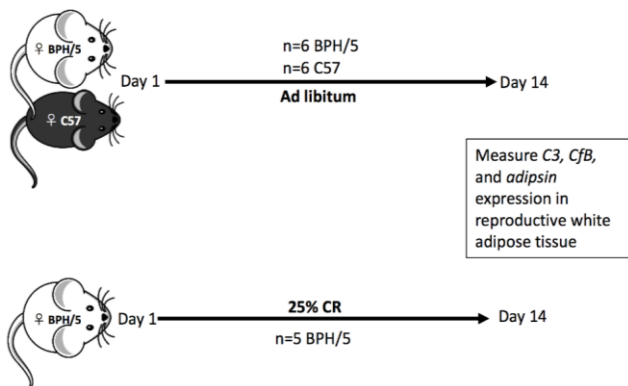 ♀ BPH/5
♀ C57
Day 1
n=6 BPH/5
n=6 C57
Ad libitum
Day 14
Measure C3, CfB,
and adipsin
expression in
reproductive white
adipose tissue
♀ BPH/5
Day 1
25% CR
n=5 BPH/5
Day 14